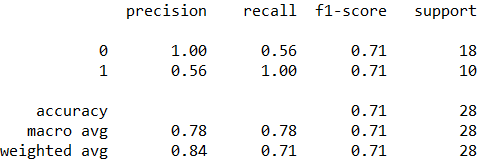 precision recall f1-score support
0 1.00 0.56 0.71 18
1 0.56 1.00 0.71 10
accuracy 0.71 28
macro avg 0.78 0.78 0.71 28
weighted avg 0.84 0.71 0.71 28